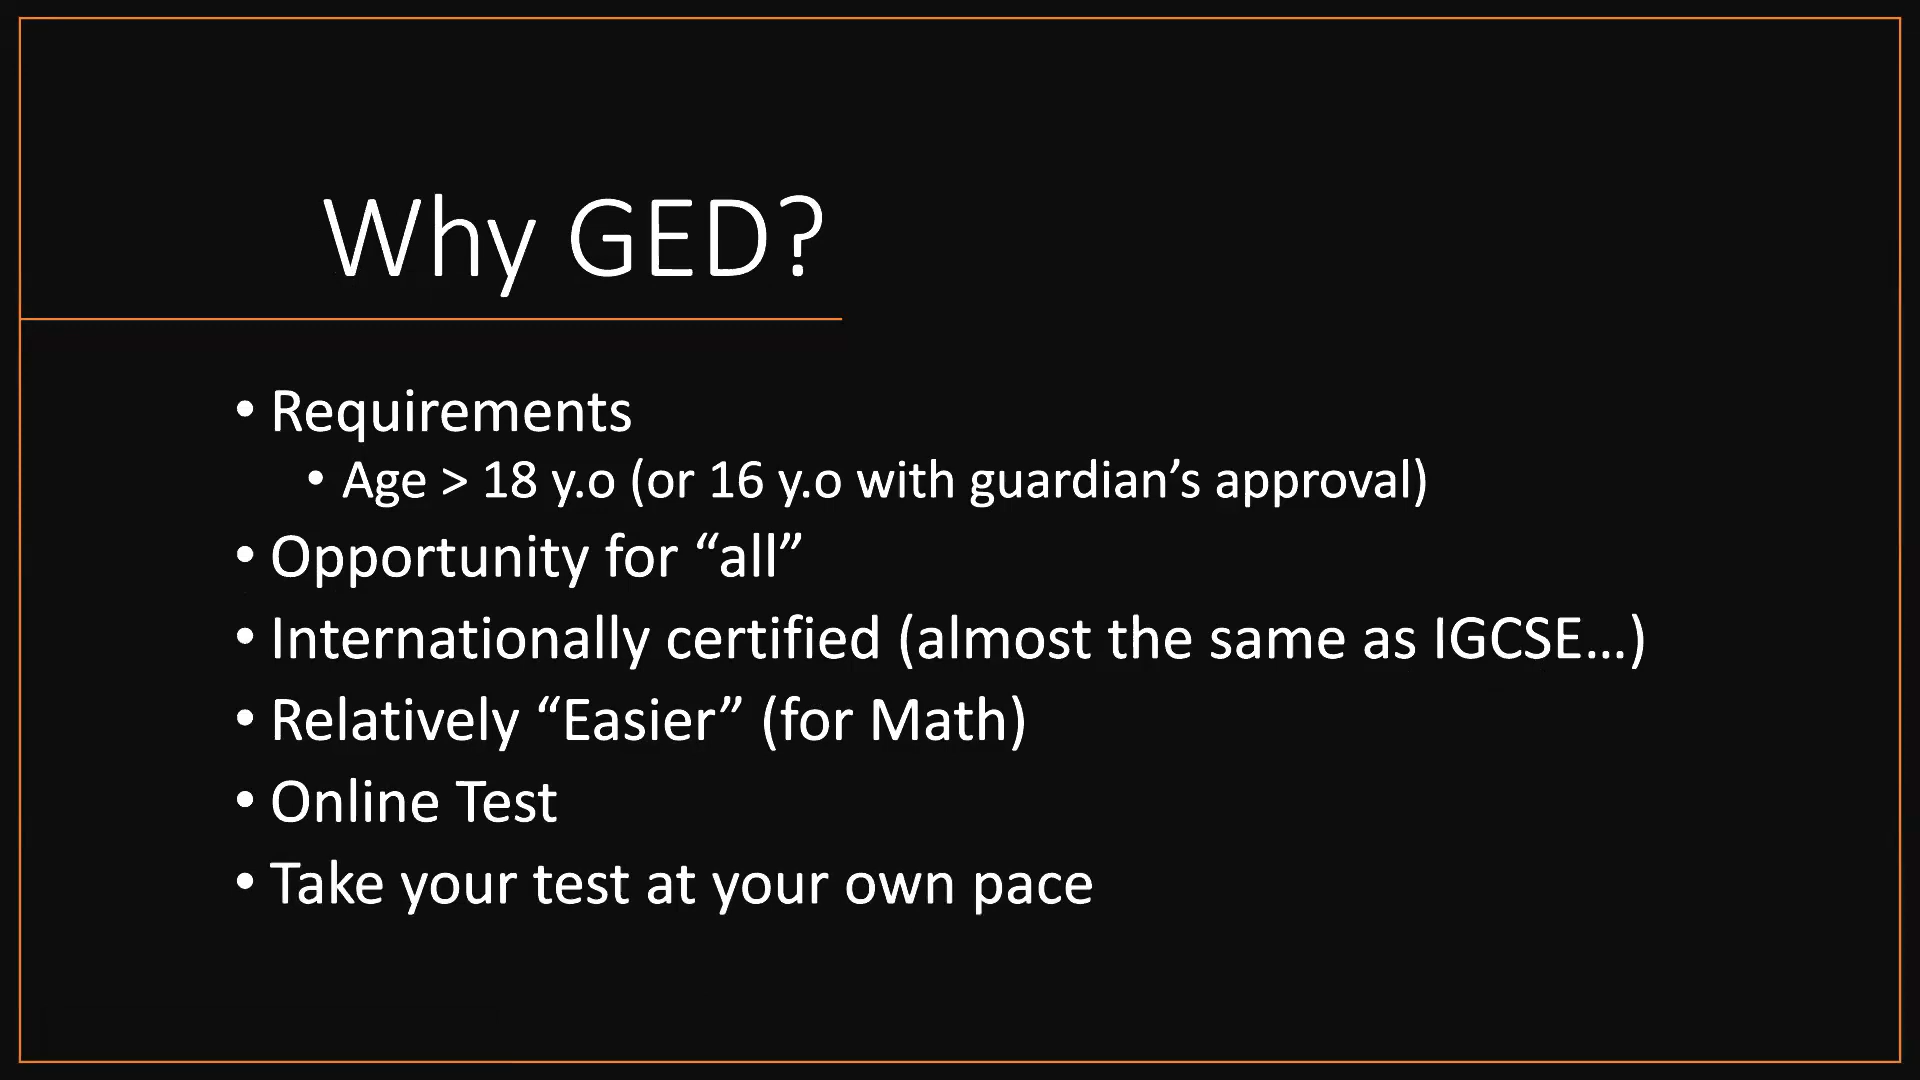 Why GED?
• Requirements
• Age > 18 y.o (or 16 y.o with guardian’s approval)
• Opportunity for “all”
• Internationally certified (almost the same as IGCSE…)
• Relatively “Easier” (for Math)
• Online Test
• Take your test at your own pace